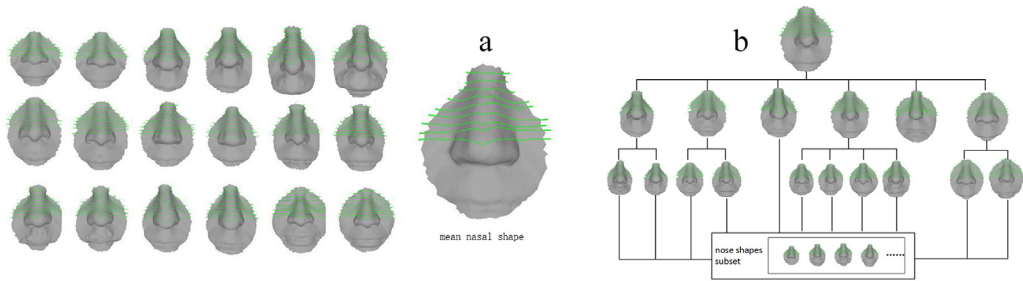 a
b
mean nasal shape
nose shapes
subset
......